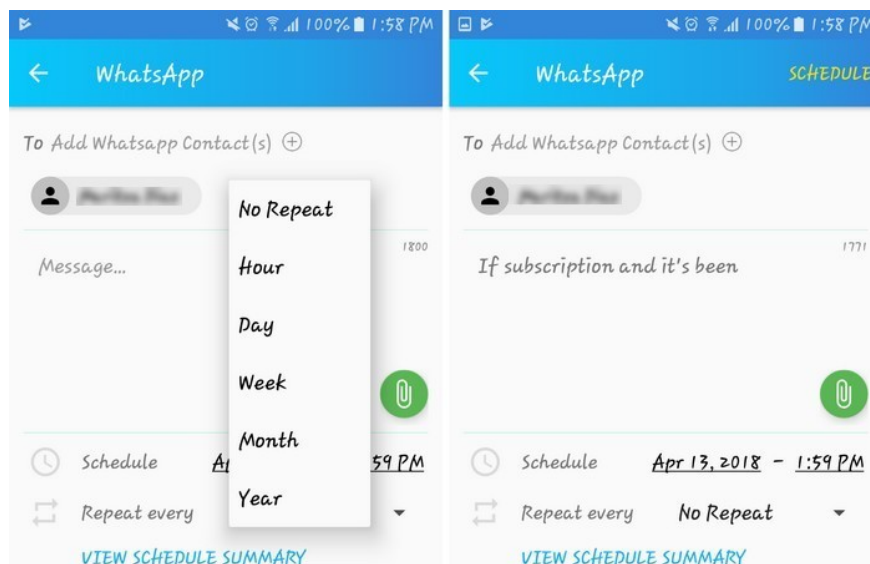 100% 1:58 PM
WhatsApp
To Add Whatsapp Contact(s)
No Repeat
1800
Message...
Hour
Day
Week
Month
Schedule 59 PM
Year
Repeat every
VIEW SCHEDULE SUMMARY
100% 1:58 PM
WhatsApp SCHEDULE
To Add Whatsapp Contact(s)
1771
If subscription and it's been
Schedule Apr 13, 2018 - 1:59 PM
Repeat every No Repeat
VIEW SCHEDULE SUMMARY